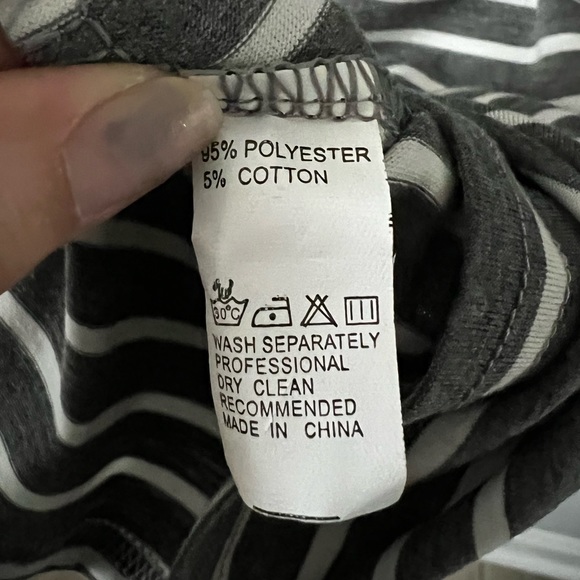 95% POLYESTER
5% COTTON
30°C
WASH SEPARATELY
PROFESSIONAL
DRY CLEAN
RECOMMENDED
MADE IN CHINA